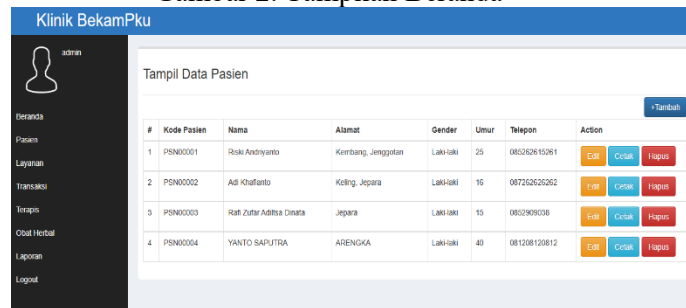 Klinik BekamPku
admin
Beranda
Pasien
Layanan
Transaksi
Terapis
Obat Herbal
Laporan
Logout
Tampil Data Pasien
+Tambah
# Kode Pasien Nama Alamat Gender Umur Telepon Action
1 PSN00001 Riski Andriyanto Kembang, Jenggotan Laki-laki 25 085262615261 Edit Cetak Hapus
2 PSN00002 Adi Khafianto Keling, Jepara Laki-laki 16 087262626262 Edit Cetak Hapus
3 PSN00003 Rafi Zufar Aditsa Dinata Jepara Laki-laki 15 0852909038 Edit Cetak Hapus
4 PSN00004 YANTO SAPUTRA ARENGKA Laki-laki 40 081208120812 Edit Cetak Hapus